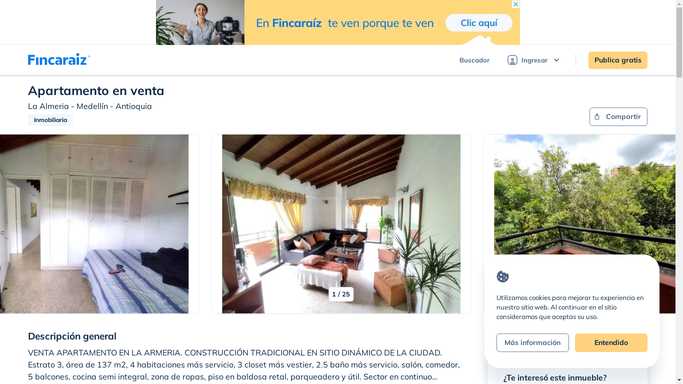 En Fincaraíz te ven porque te ven
Clic aquí
Fincaraiz
Buscador
Ingresar
Publica gratis
Apartamento en venta
La Almeria - Medellín - Antioquia
Inmobiliaria
Compartir
1 / 25
Utilizamos cookies para mejorar tu experiencia en
nuestro sitio web. Al continuar en el sitio
consideramos que aceptas su uso.
Más información
Entendido
Descripción general
VENTA APARTAMENTO EN LA ARMERIA. CONSTRUCCIÓN TRADICIONAL EN SITIO DINÁMICO DE LA CIUDAD.
Estrato 3, área de 137 m2, 4 habitaciones más servicio, 3 closet más vestier, 2.5 baño más servicio, salón, comedor,
5 balcones, cocina semi integral, zona de ropas, piso en baldosa retal, parqueadero y útil. Sector en continuo...
¿Te interesó este inmueble?